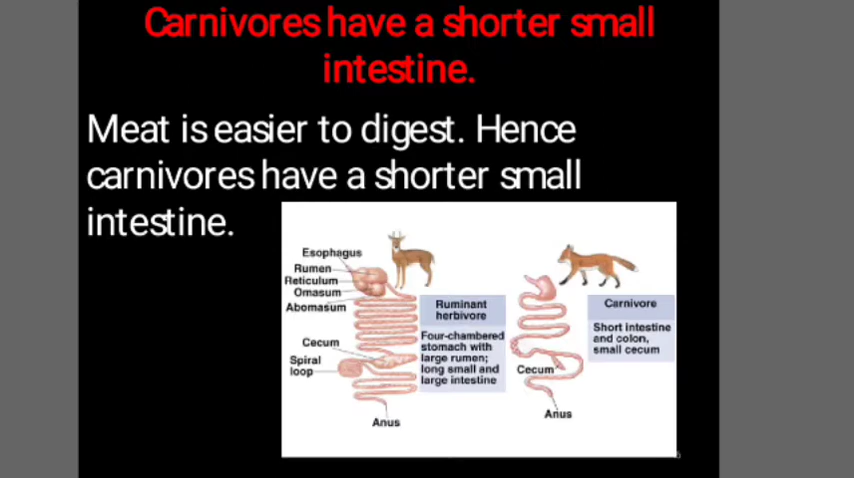 Carnivores have a shorter small
intestine.
Meat is easier to digest. Hence
carnivores have a shorter small
intestine.
Esophagus
Rumen
Reticulum
Omasum
Abomasum
Cecum
Spiral
loop
Anus
Ruminant
herbivore
Four-chambered
stomach with
large rumen;
long small and
large intestine
Cecum
Anus
Carnivore
Short intestine
and colon,
small cecum